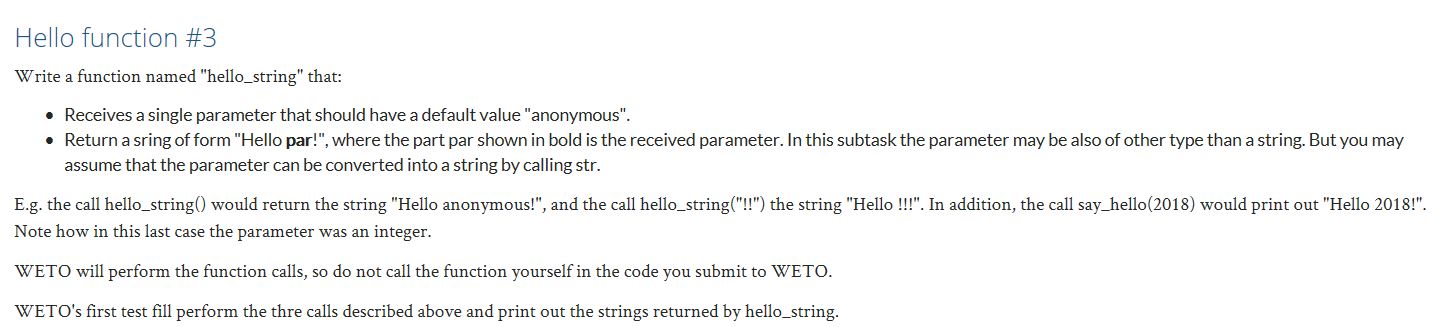 Hello function #3
Write a function named "hello_string" that:
• Receives a single parameter that should have a default value "anonymous".
• Return a sring of form "Hello par!", where the part par shown in bold is the received parameter. In this subtask the parameter may be also of other type than a string. But you may
assume that the parameter can be converted into a string by calling str.
E.g. the call hello_string() would return the string "Hello anonymous!", and the call hello_string("!!") the string "Hello !!!". In addition, the call say_hello(2018) would print out "Hello 2018!".
Note how in this last case the parameter was an integer.
WETO will perform the function calls, so do not call the function yourself in the code you submit to WETO.
WETO's first test fill perform the thre calls described above and print out the strings returned by hello_string.